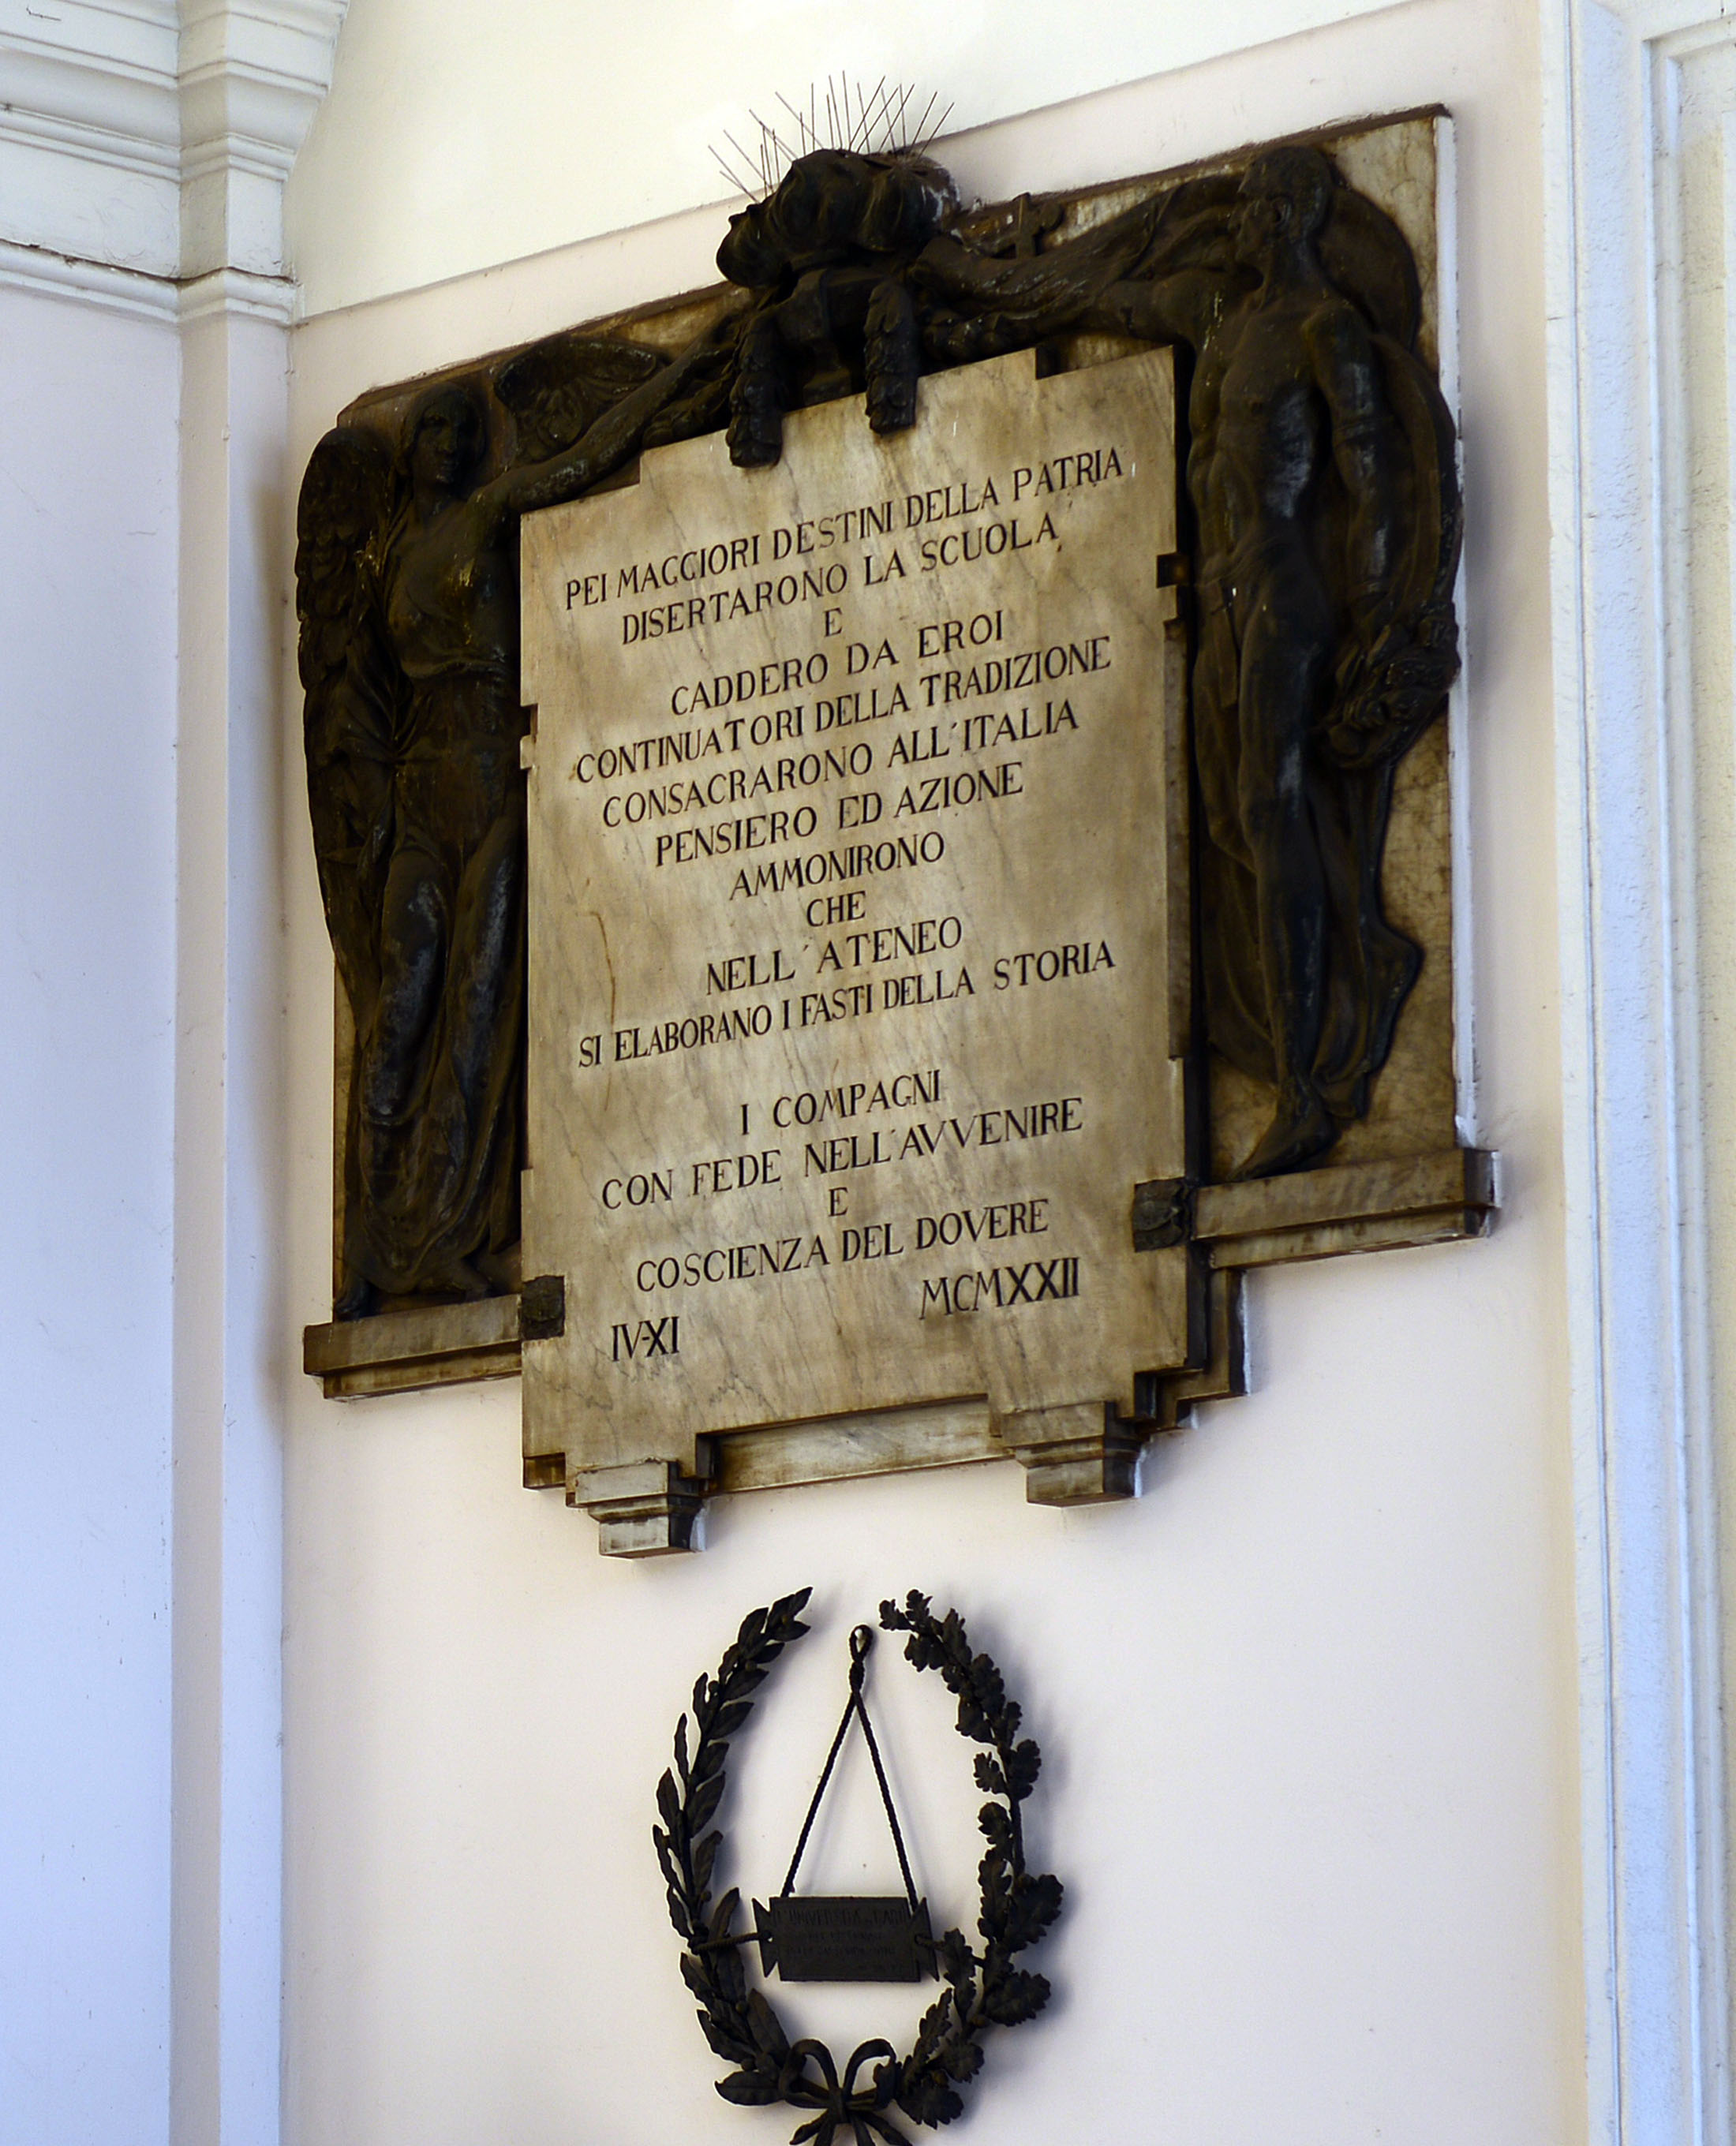 PEI MAGGIORI DESTINI DELLA PATRIA
DISERTARONO LA SCUOLA
E
CADDERO DA EROI
CONTINUATORI DELLA TRADIZIONE
CONSACRARONO ALL'ITALIA
PENSIERO ED AZIONE
AMMONIRONO
CHE
NELL'ATENEO
SI ELABORANO I FASTI DELLA STORIA
I COMPAGNI
CON FEDE NELL'AVVENIRE
E
COSCIENZA DEL DOVERE
IV-XI MCMXXII